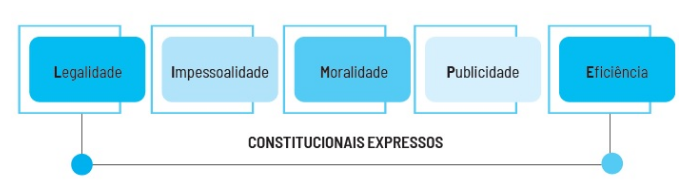 Legalidade Impessoalidade Moralidade Publicidade Eficiência
CONSTITUCIONAIS EXPRESSOS